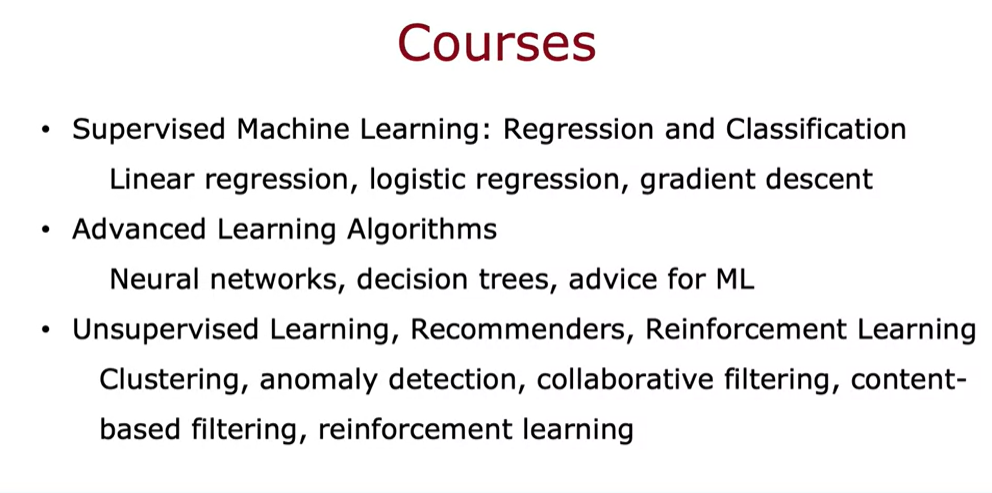 Courses
• Supervised Machine Learning: Regression and Classification
Linear regression, logistic regression, gradient descent
• Advanced Learning Algorithms
Neural networks, decision trees, advice for ML
• Unsupervised Learning, Recommenders, Reinforcement Learning
Clustering, anomaly detection, collaborative filtering, content-
based filtering, reinforcement learning